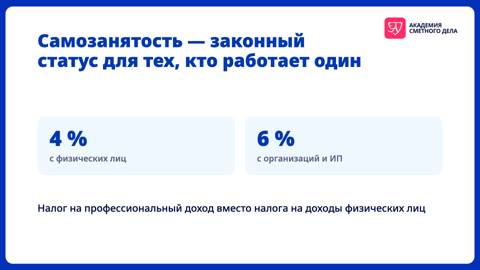 АКАДЕМИЯ
СМЕТНОГО ДЕЛА
Самозанятость — законный
статус для тех, кто работает один
4 %
с физических лиц
6 %
с организаций и ИП
Налог на профессиональный доход вместо налога на доходы физических лиц